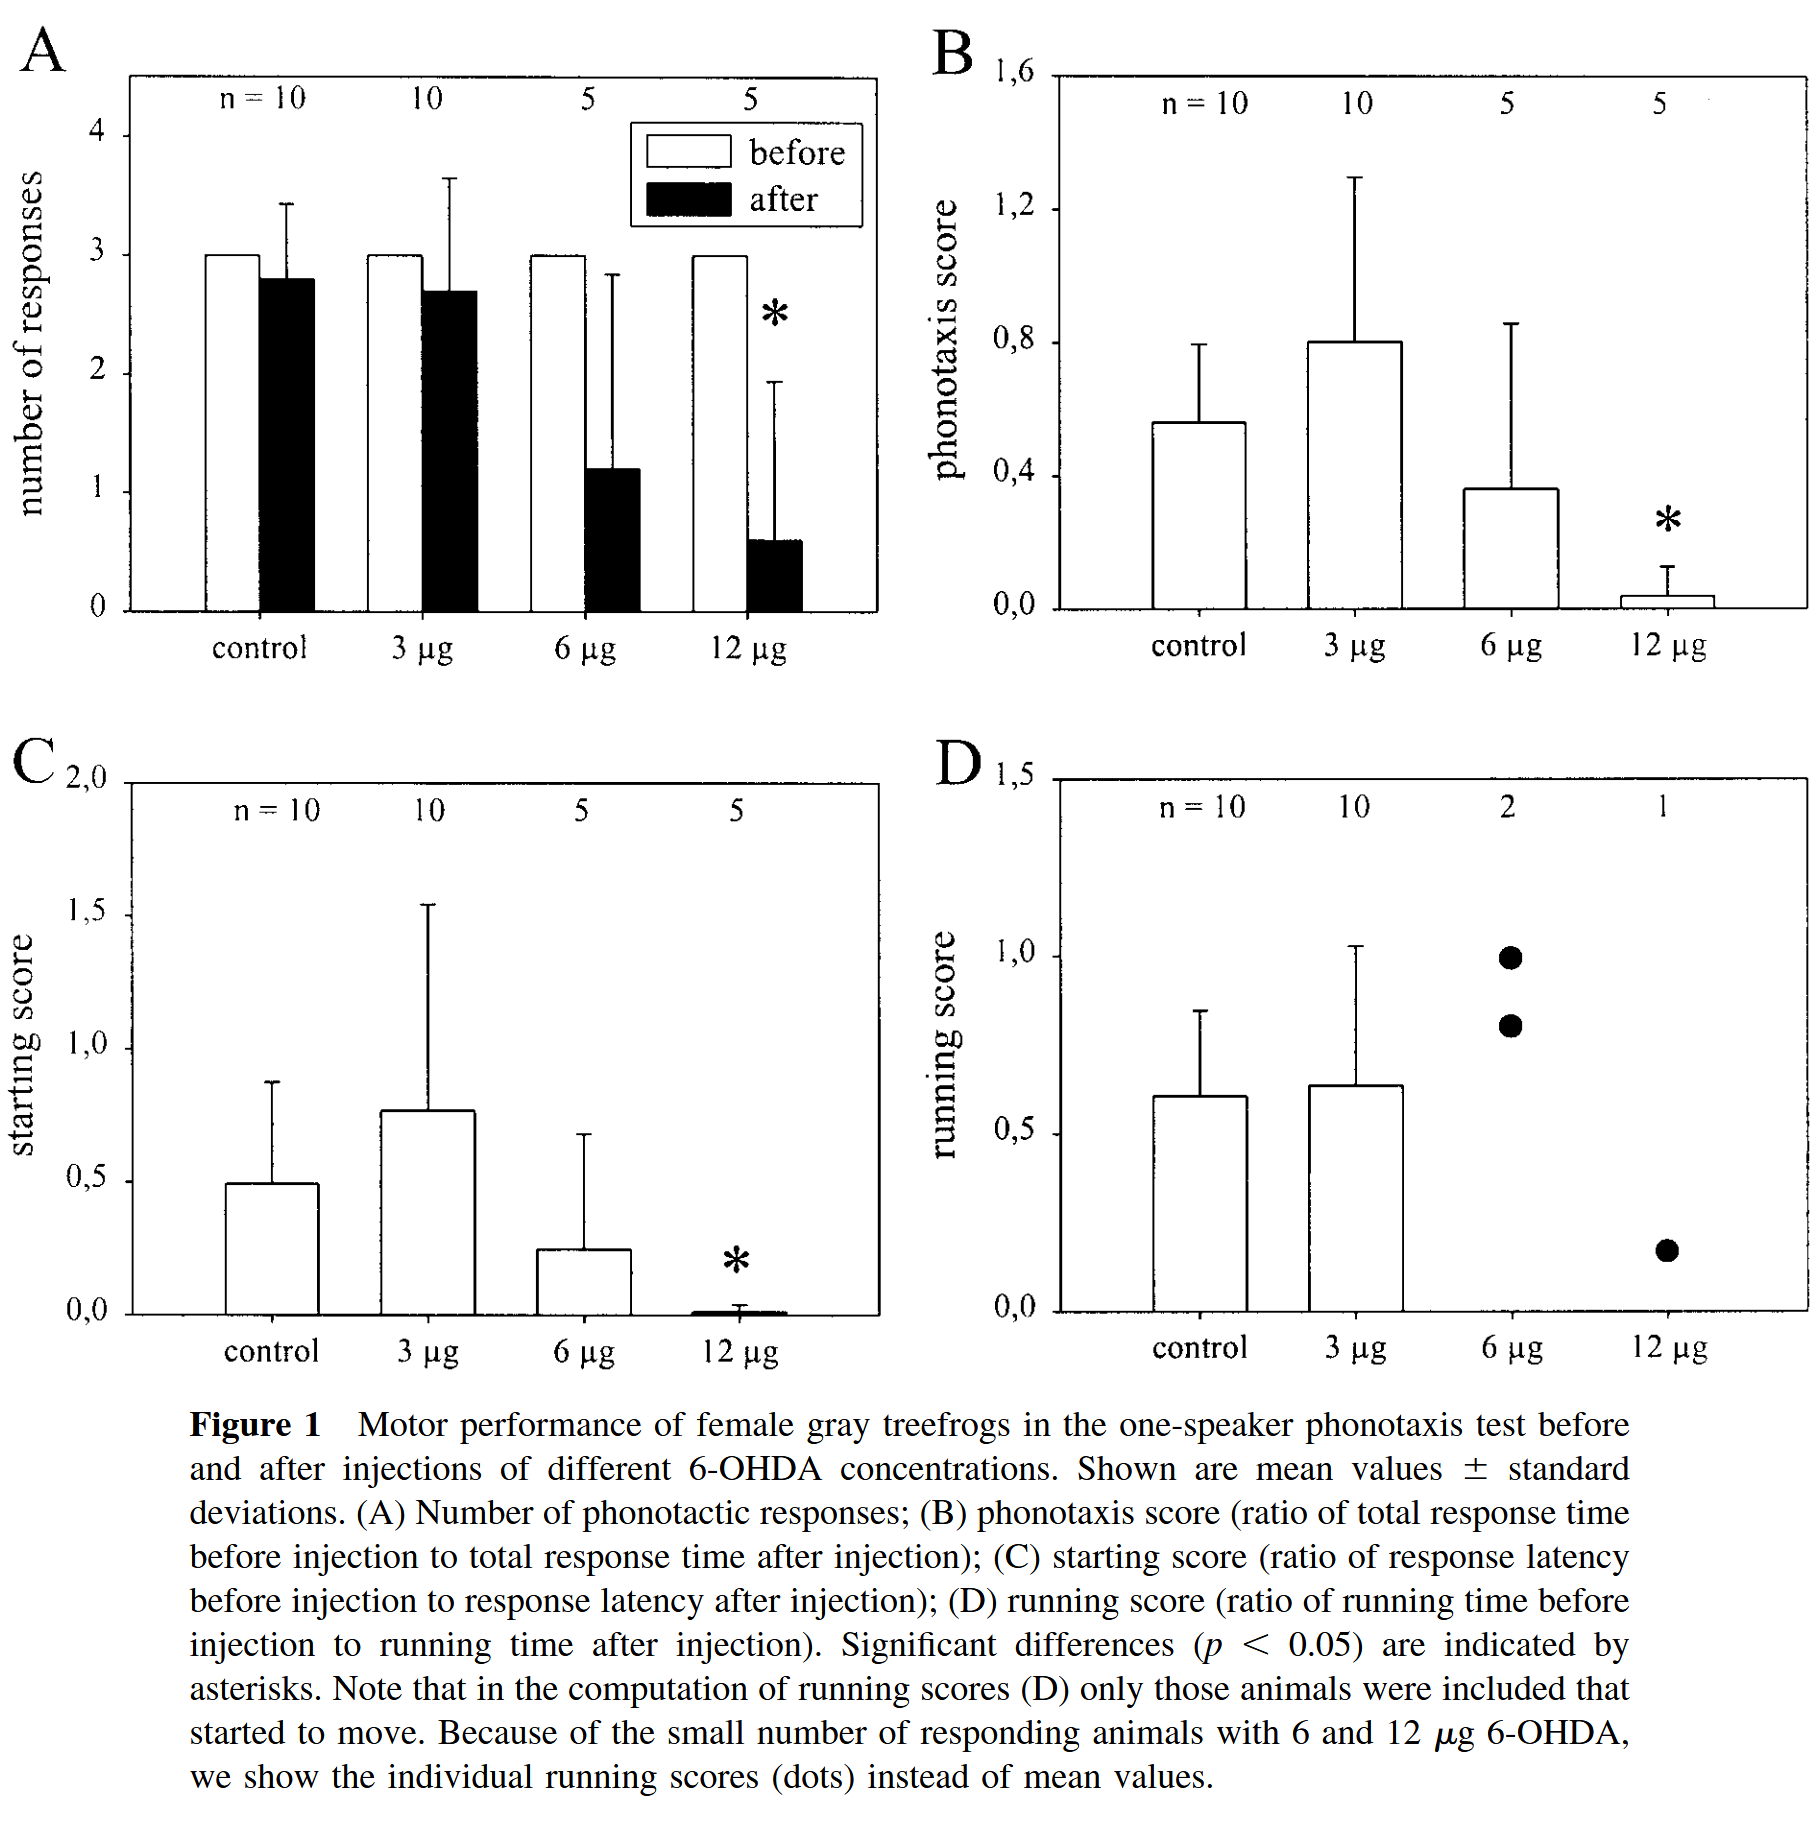 A
n = 10 10 5 5
before
after
4
3
2
1
0
number of responses
control 3 µg 6 µg 12 µg
*
B
n = 10 10 5 5
1,6
1,2
0,8
0,4
0,0
phonotaxis score
control 3 µg 6 µg 12 µg
*
C
n = 10 10 5 5
2,0
1,5
1,0
0,5
0,0
starting score
control 3 µg 6 µg 12 µg
*
D
n = 10 10 2 1
1,5
1,0
0,5
0,0
running score
control 3 µg 6 µg 12 µg
Figure 1 Motor performance of female gray treefrogs in the one-speaker phonotaxis test before
and after injections of different 6-OHDA concentrations. Shown are mean values ± standard
deviations. (A) Number of phonotactic responses; (B) phonotaxis score (ratio of total response time
before injection to total response time after injection); (C) starting score (ratio of response latency
before injection to response latency after injection); (D) running score (ratio of running time before
injection to running time after injection). Significant differences (p < 0.05) are indicated by
asterisks. Note that in the computation of running scores (D) only those animals were included that
started to move. Because of the small number of responding animals with 6 and 12 µg 6-OHDA,
we show the individual running scores (dots) instead of mean values.